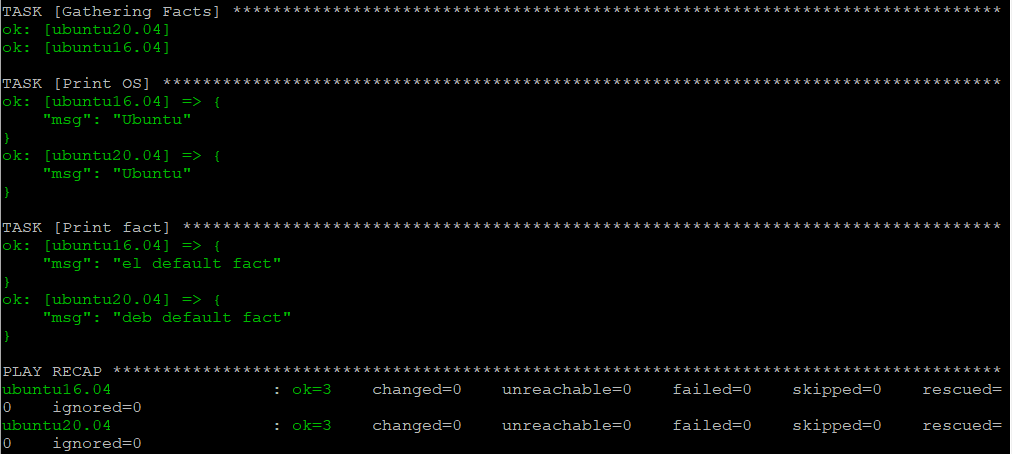 TASK [Gathering Facts] *****************************************************************************
ok: [ubuntu20.04]
ok: [ubuntu16.04]
TASK [Print OS] ************************************************************************************
ok: [ubuntu16.04] => {
    "msg": "Ubuntu"
}
ok: [ubuntu20.04] => {
    "msg": "Ubuntu"
}
TASK [Print fact] **********************************************************************************
ok: [ubuntu16.04] => {
    "msg": "el default fact"
}
ok: [ubuntu20.04] => {
    "msg": "deb default fact"
}
PLAY RECAP *****************************************************************************************
ubuntu16.04                : ok=3    changed=0    unreachable=0    failed=0    skipped=0    rescued=
0    ignored=0
ubuntu20.04                : ok=3    changed=0    unreachable=0    failed=0    skipped=0    rescued=
0    ignored=0